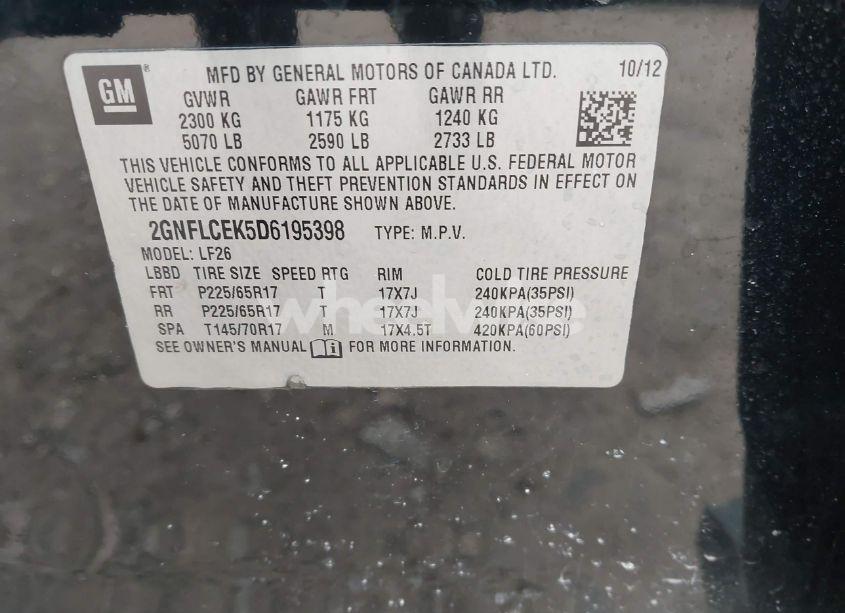 GM ® MFD BY GENERAL MOTORS OF CANADA LTD. 10/12
GVWR GAWR FRT GAWR RR
2300 KG 1175 KG 1240 KG
5070 LB 2590 LB 2733 LB
THIS VEHICLE CONFORMS TO ALL APPLICABLE U.S. FEDERAL MOTOR
VEHICLE SAFETY AND THEFT PREVENTION STANDARDS IN EFFECT ON
THE DATE OF MANUFACTURE SHOWN ABOVE.
2GNFLCEK5D6195398 TYPE: M.P.V.
MODEL: LF26
LBBD TIRE SIZE SPEED RTG RIM COLD TIRE PRESSURE
FRT P225/65R17 T 17X7J 240KPA(35PSI)
RR P225/65R17 T 17X7J 240KPA(35PSI)
SPA T145/70R17 M 17X4.5T 420KPA(60PSI)
SEE OWNER'S MANUAL FOR MORE INFORMATION.